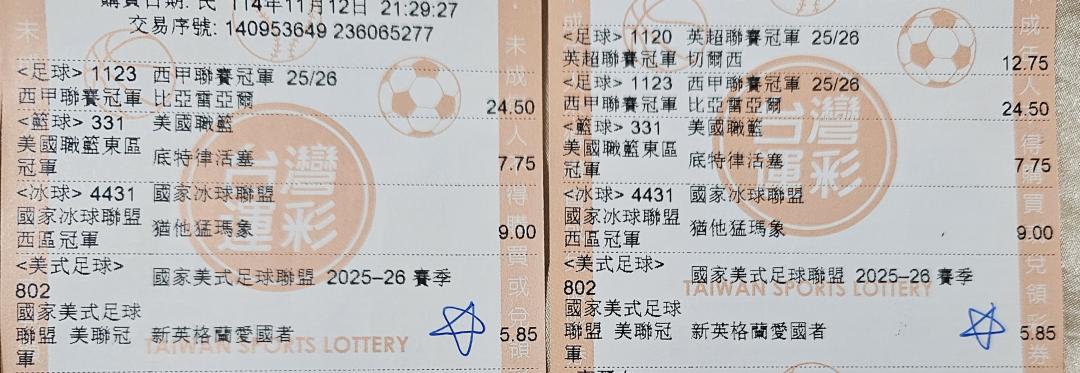 購買日期: 民 114年11月12日 21:29:27
交易序號: 140953649 236065277
<足球> 1123 西甲聯賽冠軍 25/26
西甲聯賽冠軍 比亞雷亞爾 24.50
<籃球> 331 美國職籃
美國職籃東區
冠軍 底特律活塞 7.75
<冰球> 4431 國家冰球聯盟
國家冰球聯盟
西區冠軍 猶他猛瑪象 9.00
<美式足球>
802 國家美式足球聯盟 2025–26 賽季
國家美式足球
聯盟 美聯冠
軍 新英格蘭愛國者 5.85
台灣
運彩
TAIWAN SPORTS LOTTERY
未成年人
得購買或兌領
<足球> 1120 英超聯賽冠軍 25/26
英超聯賽冠軍 切爾西 12.75
<足球> 1123 西甲聯賽冠軍 25/26
西甲聯賽冠軍 比亞雷亞爾 24.50
<籃球> 331 美國職籃
美國職籃東區
冠軍 底特律活塞 7.75
<冰球> 4431 國家冰球聯盟
國家冰球聯盟
西區冠軍 猶他猛瑪象 9.00
<美式足球>
802 國家美式足球聯盟 2025–26 賽季
國家美式足球
聯盟 美聯冠
軍 新英格蘭愛國者 5.85
台灣
運彩
TAIWAN SPORTS LOTTERY